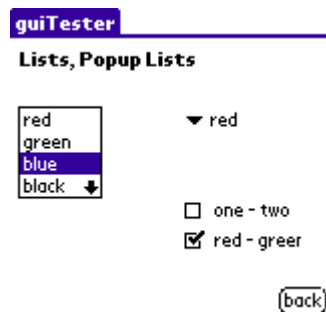 guiTester
Lists, Popup Lists
red
green
blue
black
red
one - two
red - greer
back